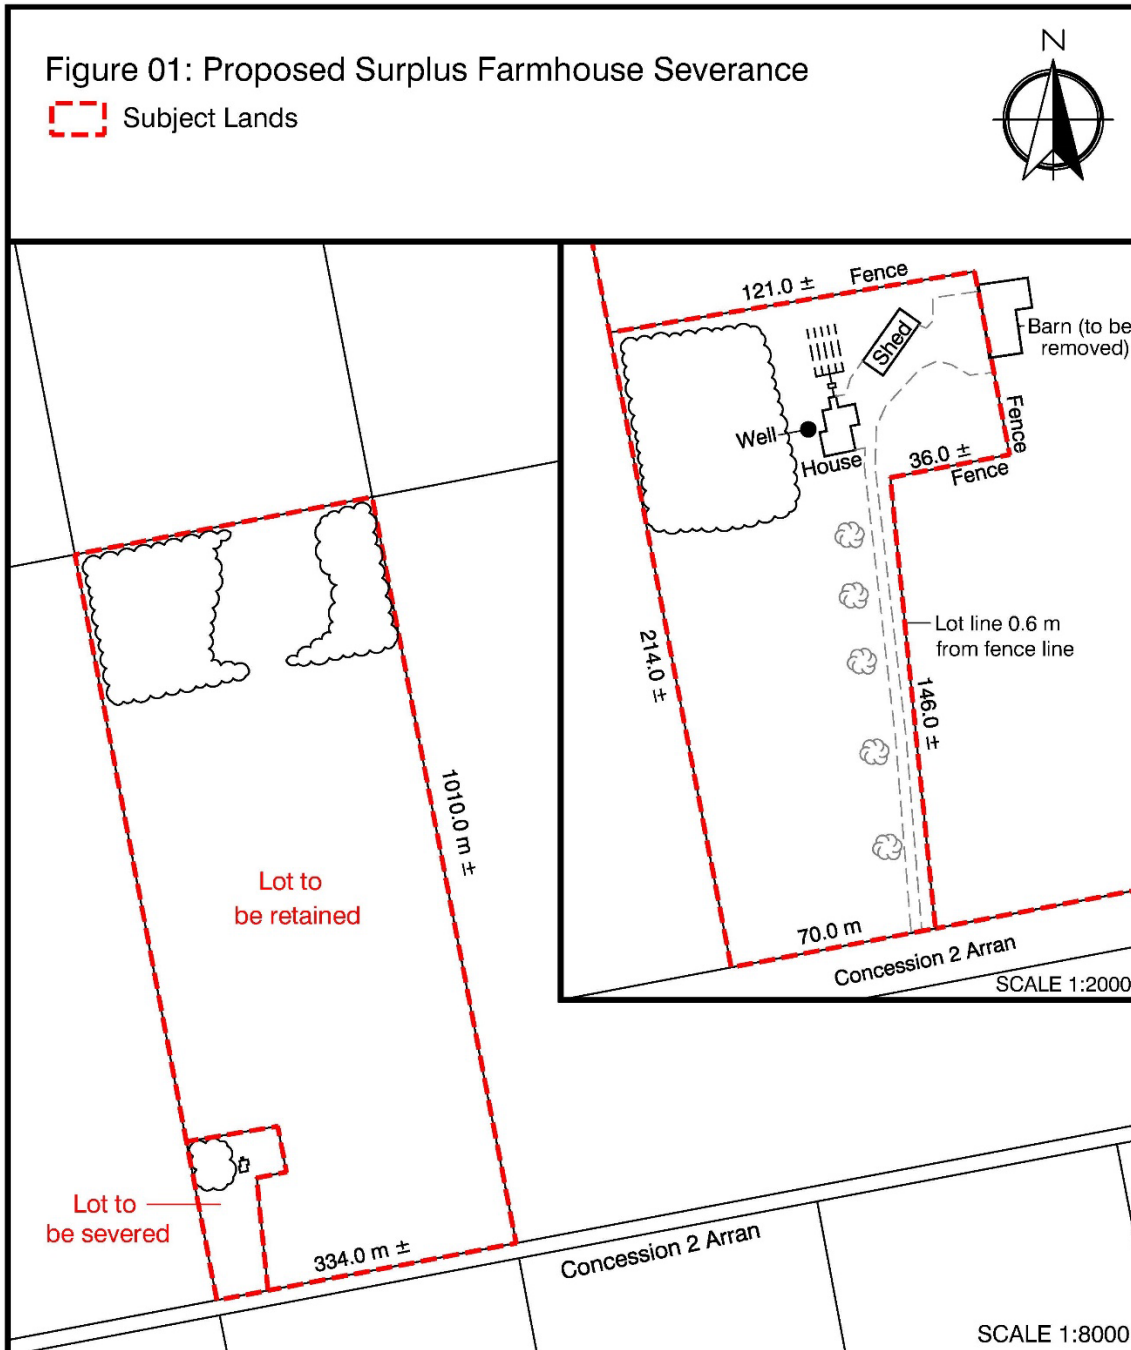 Figure 01: Proposed Surplus Farmhouse Severance
Subject Lands
N
121.0 ±
Fence
Shed
Barn (to be
removed)
Well
House
Fence
36.0 ±
Fence
Lot line 0.6 m
from fence line
214.0 ±
146.0 ±
70.0 m
Concession 2 Arran
SCALE 1:2000
1010.0 m ±
Lot to
be retained
Lot to
be severed
334.0 m ±
Concession 2 Arran
SCALE 1:8000